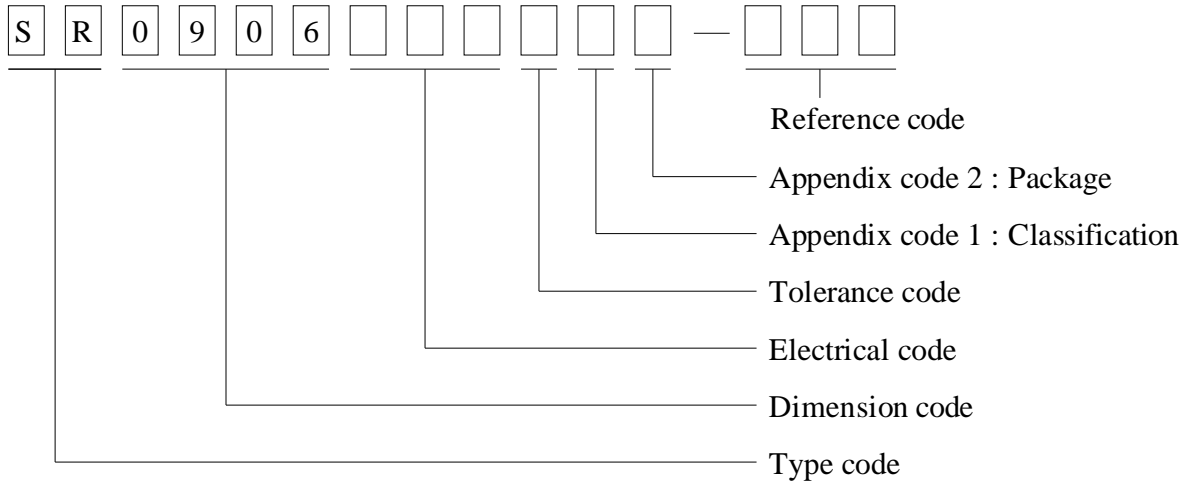 S R 0 9 0 6 —
Reference code
Appendix code 2 : Package
Appendix code 1 : Classification
Tolerance code
Electrical code
Dimension code
Type code